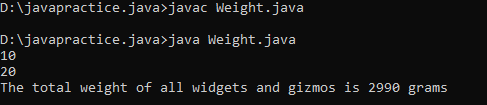 D:\javapractice.java>javac Weight.java
D:\javapractice.java>java Weight.java
10
20
The total weight of all widgets and gizmos is 2990 grams